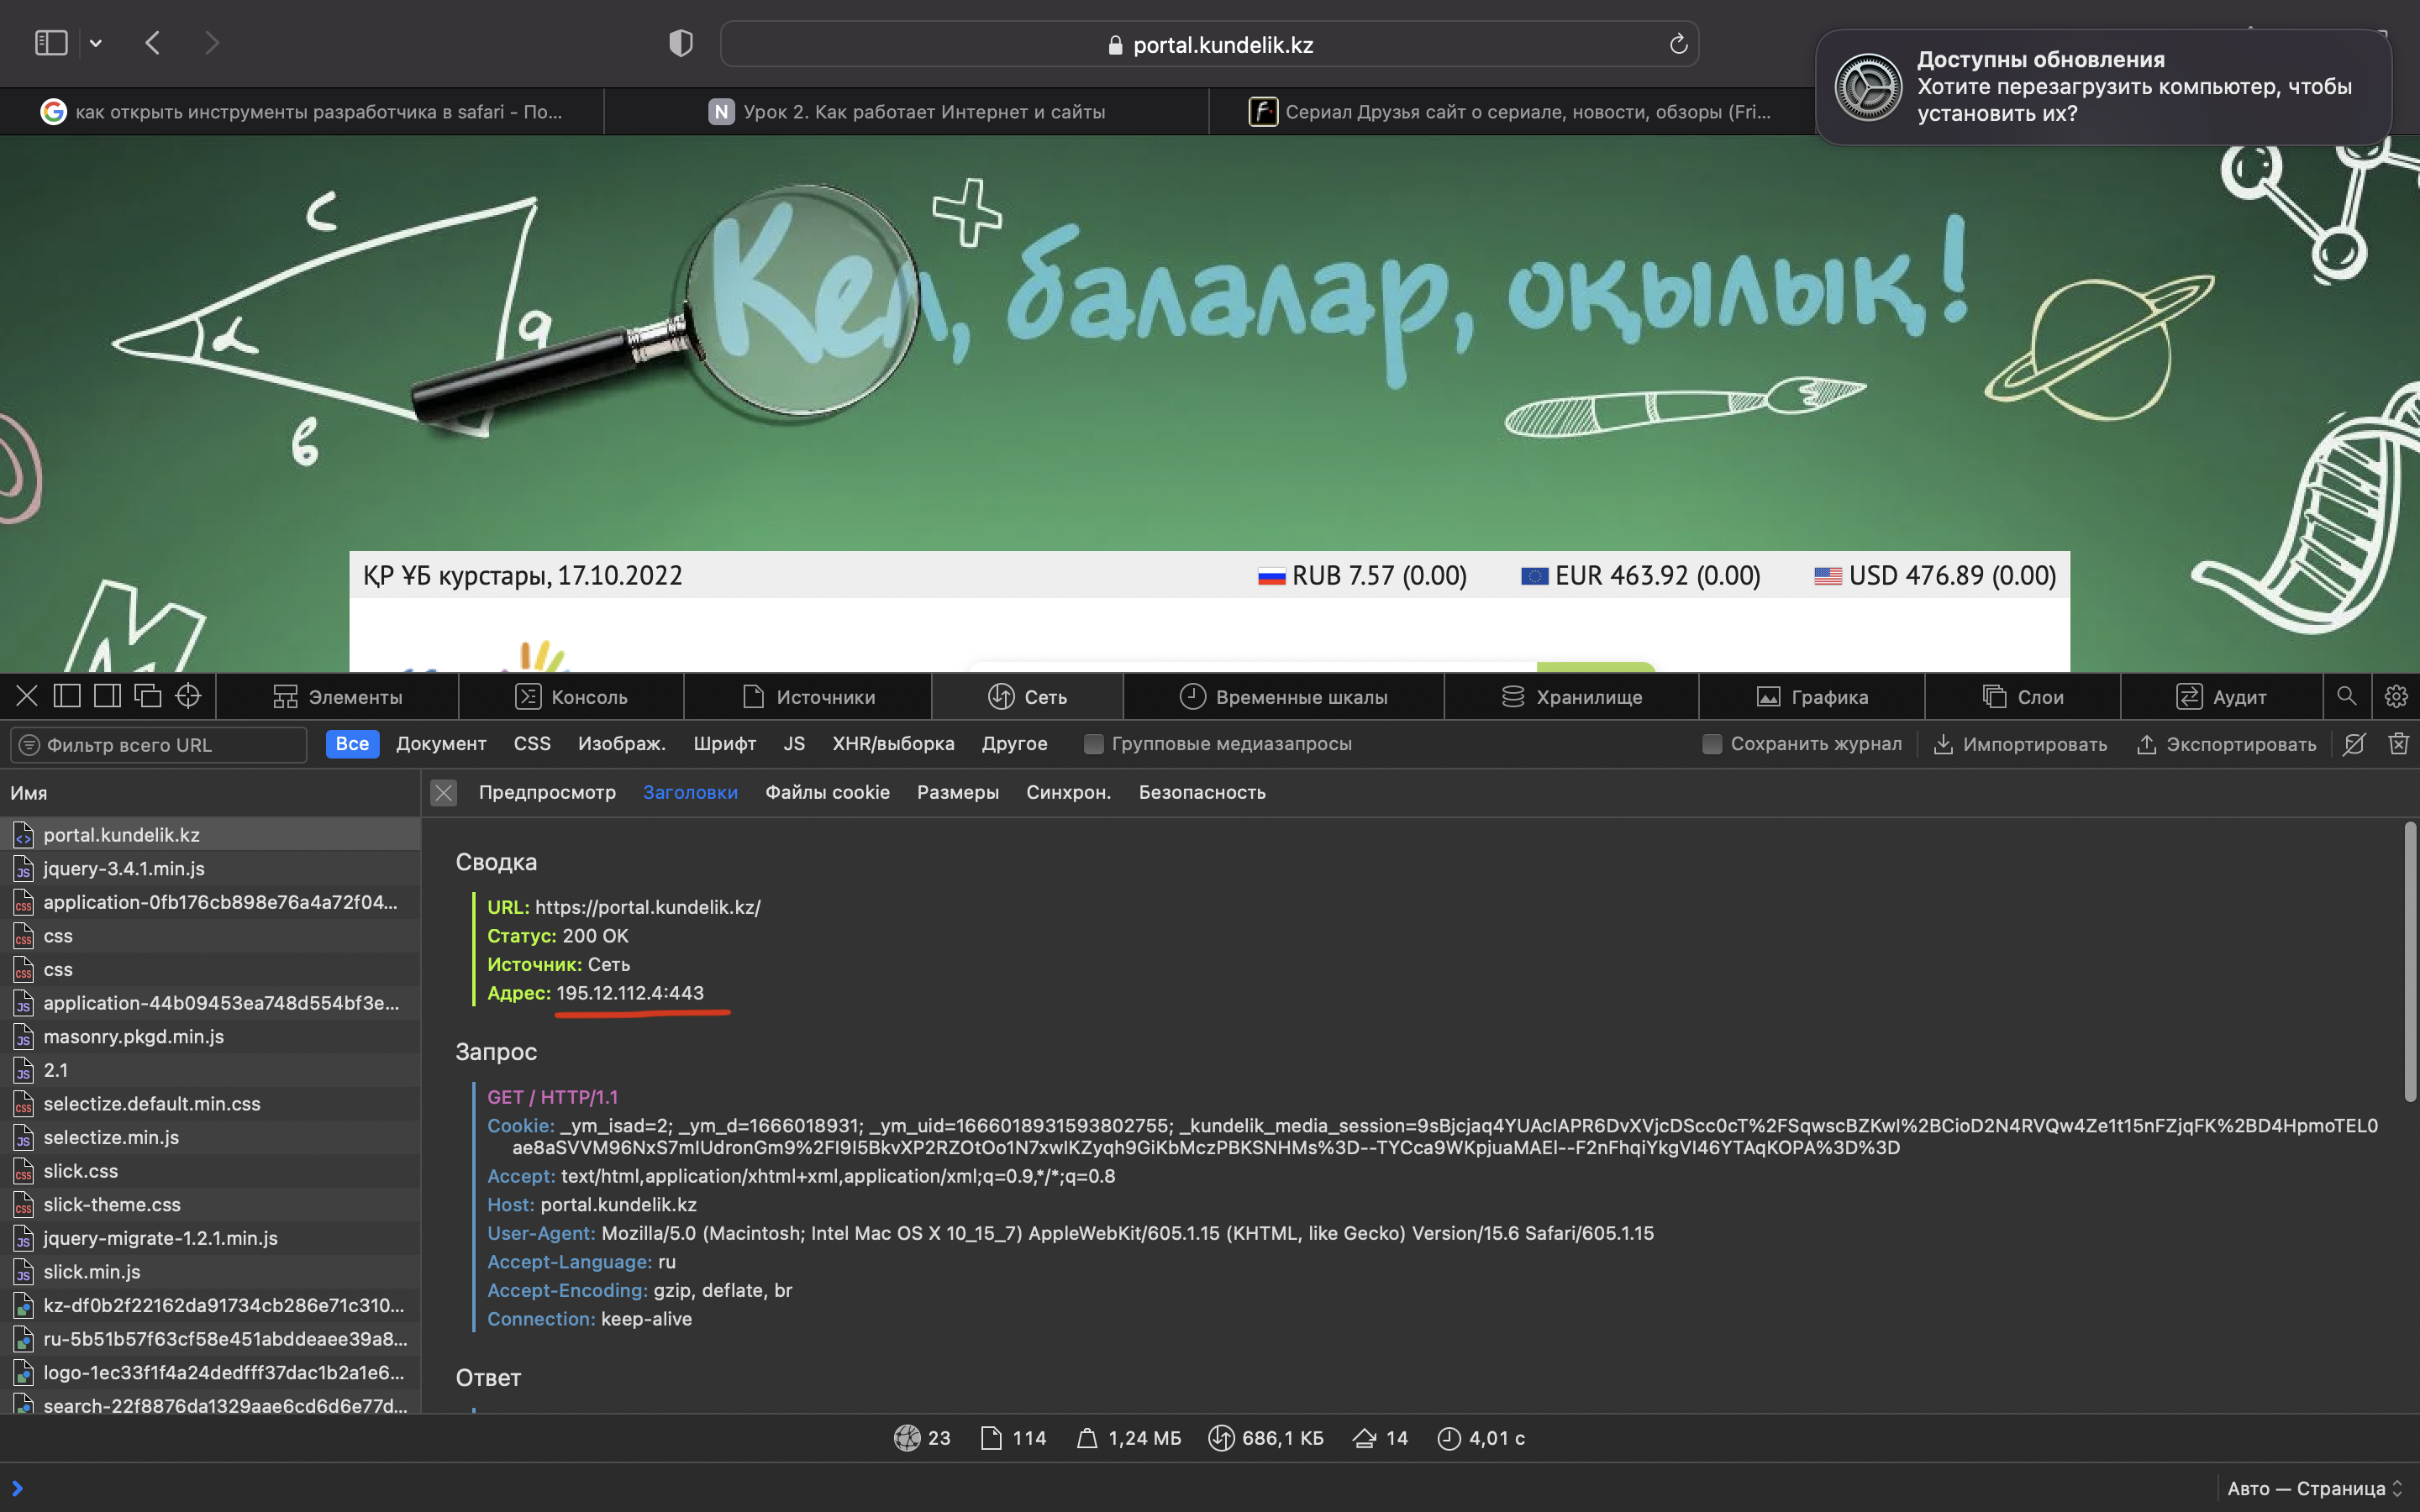 portal.kundelik.kz
Доступны обновления
Хотите перезагрузить компьютер, чтобы
установить их?
как открыть инструменты разработчика в safari - По...
N Урок 2. Как работает Интернет и сайты
Сериал Друзья сайт о сериале, новости, обзоры (Fri...
c
a
в
Кел, балалар, оқылық!
ҚР ҰБ курстары, 17.10.2022
RUB 7.57 (0.00)
EUR 463.92 (0.00)
USD 476.89 (0.00)
Элементы
Консоль
Источники
Сеть
Временные шкалы
Хранилище
Графика
Слои
Аудит
Фильтр всего URL
Все
Документ
CSS
Изображ.
Шрифт
JS
XHR/выборка
Другое
Групповые медиазапросы
Сохранить журнал
Импортировать
Экспортировать
Имя
Предпросмотр
Заголовки
Файлы cookie
Размеры
Синхрон.
Безопасность
portal.kundelik.kz
jquery-3.4.1.min.js
application-0fb176cb898e76a4a72f04...
css
css
application-44b09453ea748d554bf3e...
masonry.pkgd.min.js
2.1
selectize.default.min.css
selectize.min.js
slick.css
slick-theme.css
jquery-migrate-1.2.1.min.js
slick.min.js
kz-df0b2f22162da91734cb286e71c310...
ru-5b51b57f63cf58e451abddeaee39a8...
logo-1ec33f1f4a24dedfff37dac1b2a1e6...
search-22f8876da1329aae6cd6d6e77d...
Сводка
URL: https://portal.kundelik.kz/
Статус: 200 OK
Источник: Сеть
Адрес: 195.12.112.4:443
Запрос
GET / HTTP/1.1
Cookie: _ym_isad=2; _ym_d=1666018931; _ym_uid=1666018931593802755; _kundelik_media_session=9sBjcjaq4YUAcIAPR6DvXVjcDScc0cT%2FSqwscBZKwI%2BCioD2N4RVQw4Ze1t15nFZjqFK%2BD4HpmoTEL0
ae8aSVVM96NxS7mIUdronGm9%2FI9I5BkvXP2RZOtOo1N7xwIKZyqh9GiKbMczPBKSNHMs%3D--TYCca9WKpjuaMAEl--F2nFhqiYkgVI46YTAqKOPA%3D%3D
Accept: text/html,application/xhtml+xml,application/xml;q=0.9,*/*;q=0.8
Host: portal.kundelik.kz
User-Agent: Mozilla/5.0 (Macintosh; Intel Mac OS X 10_15_7) AppleWebKit/605.1.15 (KHTML, like Gecko) Version/15.6 Safari/605.1.15
Accept-Language: ru
Accept-Encoding: gzip, deflate, br
Connection: keep-alive
Ответ
23
114
1,24 МБ
686,1 КБ
14
4,01 с
Авто — Страница